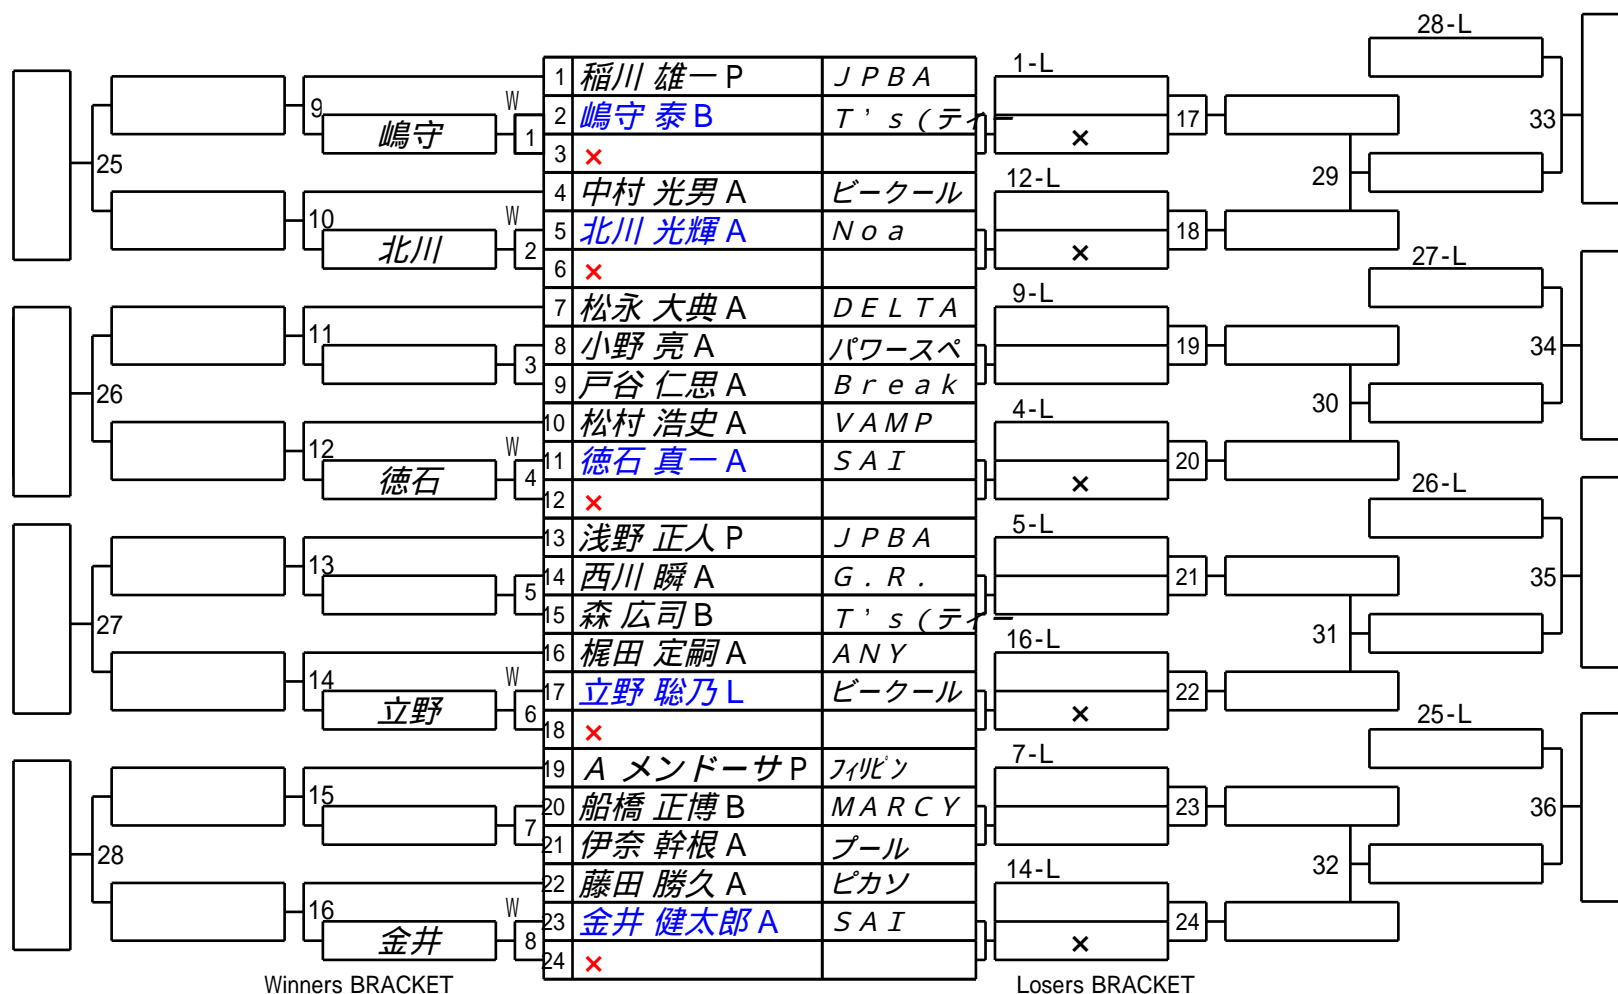 28-L
1-L
1 稲川 雄一 P JPBA
9 W 2 嶋守 泰 B T's(ティー 17 33
嶋守 1 ×
3 ×
25 12-L 29
4 中村 光男 A ビークール
10 W 5 北川 光輝 A Noa 18
北川 2 ×
6 × 27-L
9-L
7 松永 大典 A DELTA
11 8 小野 亮 A パワースペ 19 34
3
9 戸谷 仁思 A Break
26 4-L 30
10 松村 浩史 A VAMP
12 W 11 徳石 真一 A SAI 20
徳石 4 × 26-L
12 ×
5-L
13 浅野 正人 P JPBA
13 14 西川 瞬 A G.R. 21 35
5
15 森 広司 B T's(ティー
27 16-L 31
16 梶田 定嗣 A ANY
14 W 17 立野 聡乃 L ビークール 22
立野 6 × 25-L
18 ×
7-L
19 A メンドーサ P フィリピン
15 20 船橋 正博 B MARCY 23 36
7
21 伊奈 幹根 A プール
28 14-L 32
22 藤田 勝久 A ピカソ
16 W 23 金井 健太郎 A SAI 24
金井 8 ×
24 ×
Winners BRACKET Losers BRACKET